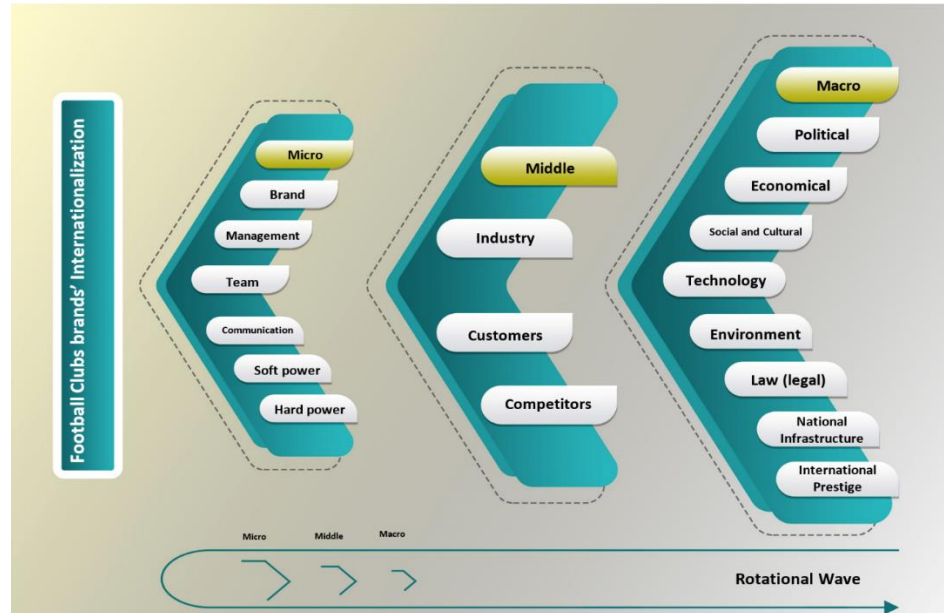 Football Clubs brands’ Internationalization
Micro
Brand
Management
Team
Communication
Soft power
Hard power
Middle
Industry
Customers
Competitors
Macro
Political
Economical
Social and Cultural
Technology
Environment
Law (legal)
National
Infrastructure
International
Prestige
Micro
Middle
Macro
Rotational Wave